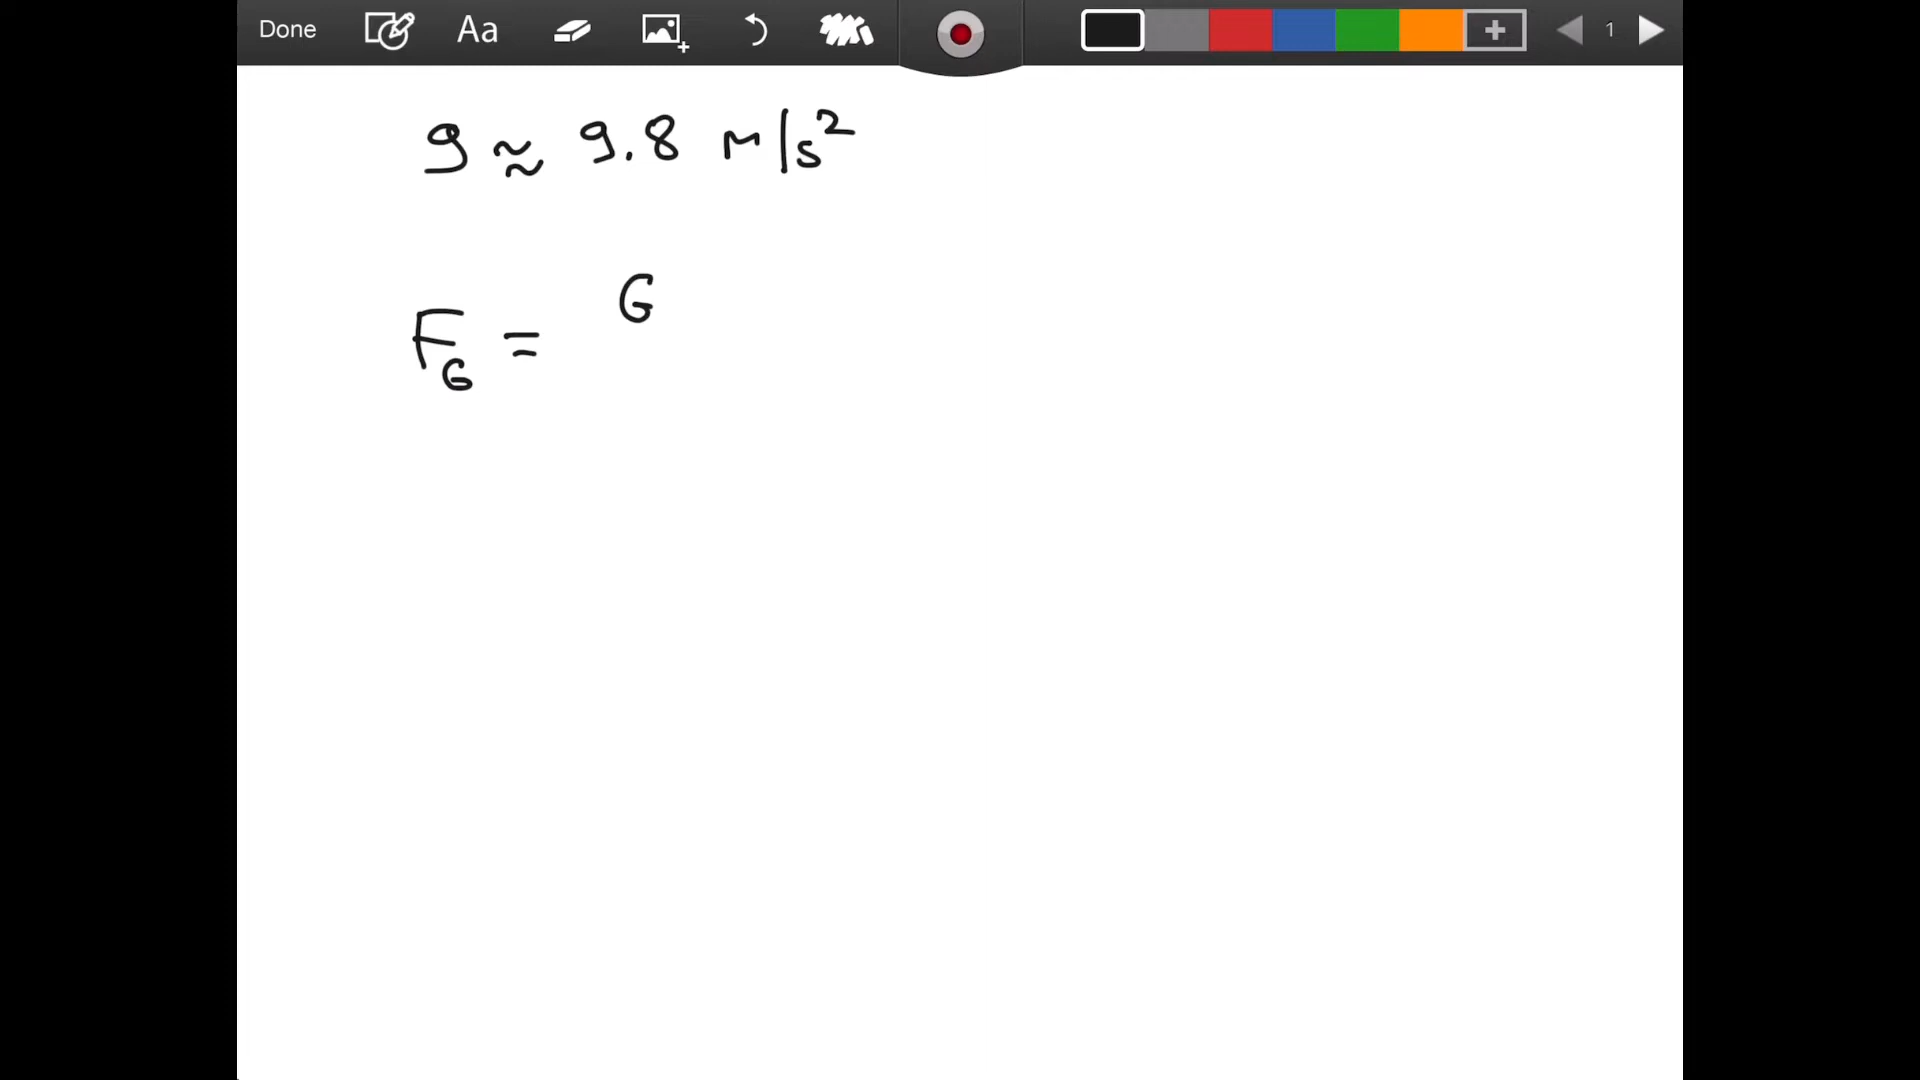 Done Aa 1
g ≈ 9.8 m/s²
F_G = G